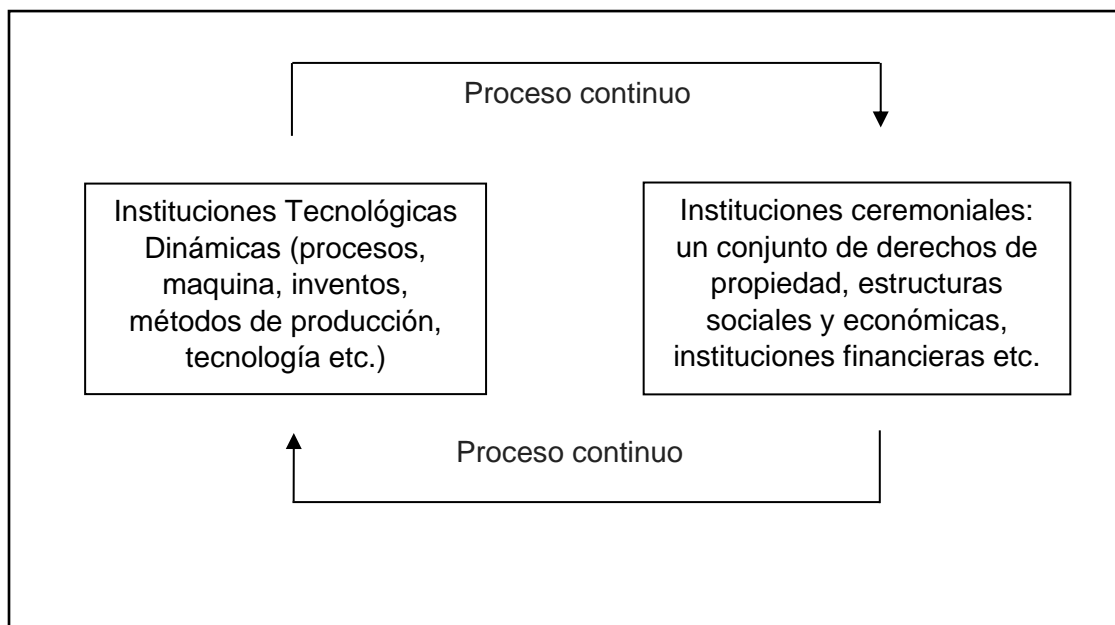 Proceso continuo
Instituciones Tecnológicas
Dinámicas (procesos,
maquina, inventos,
métodos de producción,
tecnología etc.)
Instituciones ceremoniales:
un conjunto de derechos de
propiedad, estructuras
sociales y económicas,
instituciones financieras etc.
Proceso continuo